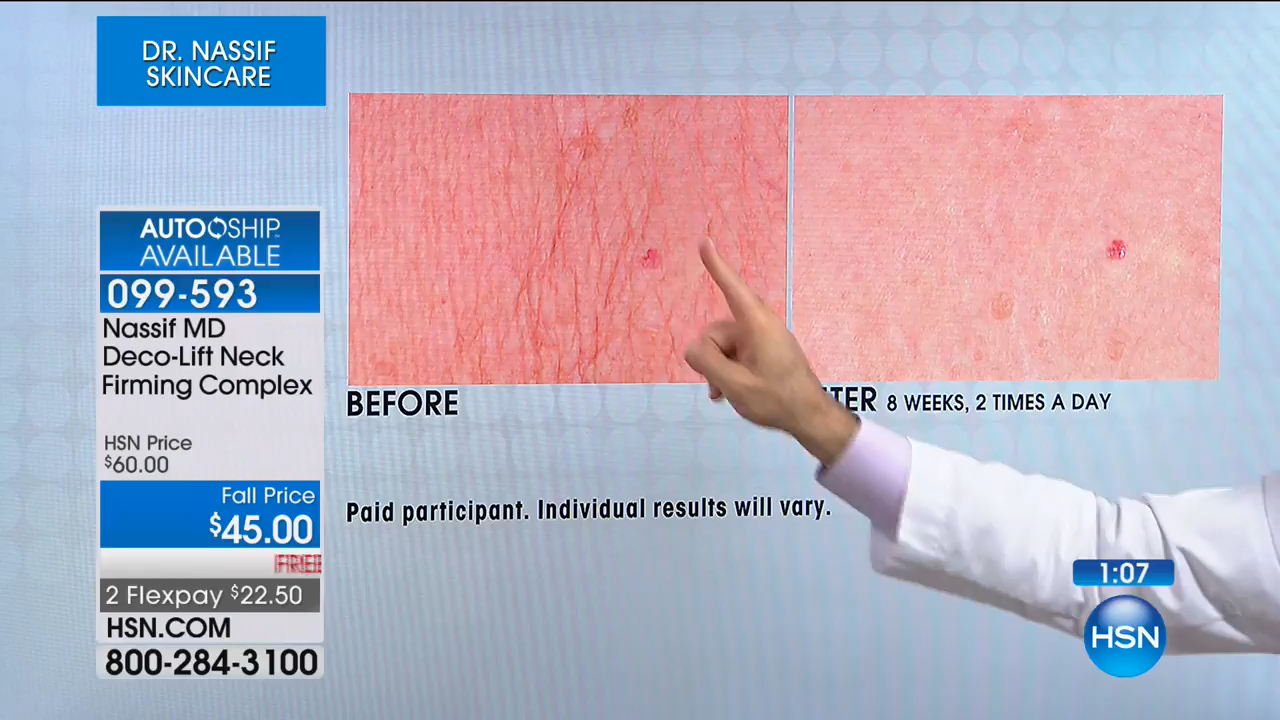 DR. NASSIF
SKINCARE
AUTOSHIP
AVAILABLE
099-593
Nassif MD
Deco-Lift Neck
Firming Complex
HSN Price
$60.00
Fall Price
$45.00
FREE
2 Flexpay $22.50
HSN.COM
800-284-3100
BEFORE
TER 8 WEEKS, 2 TIMES A DAY
Paid participant. Individual results will vary.
1:07
HSN